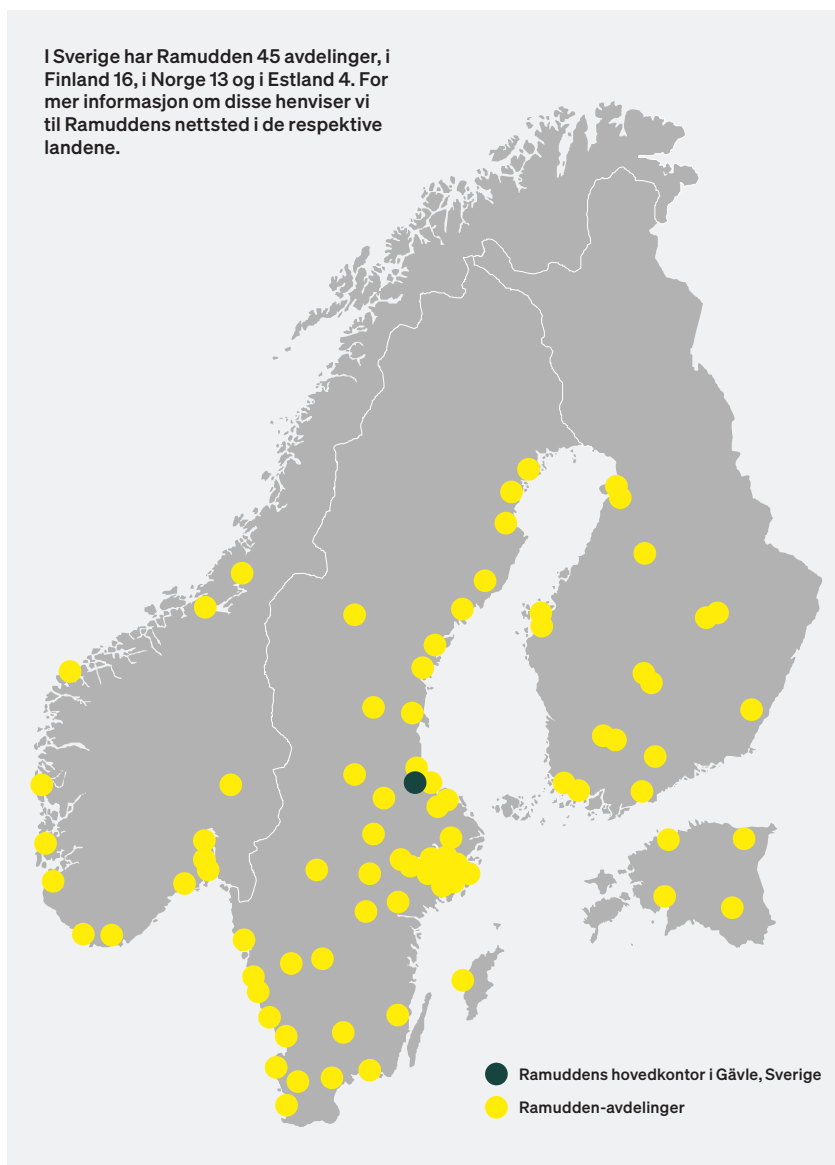 I Sverige har Ramudden 45 avdelinger, i
Finland 16, i Norge 13 og i Estland 4. For
mer informasjon om disse henviser vi
til Ramuddens nettsted i de respektive
landene.
Ramuddens hovedkontor i Gävle, Sverige
Ramudden-avdelinger